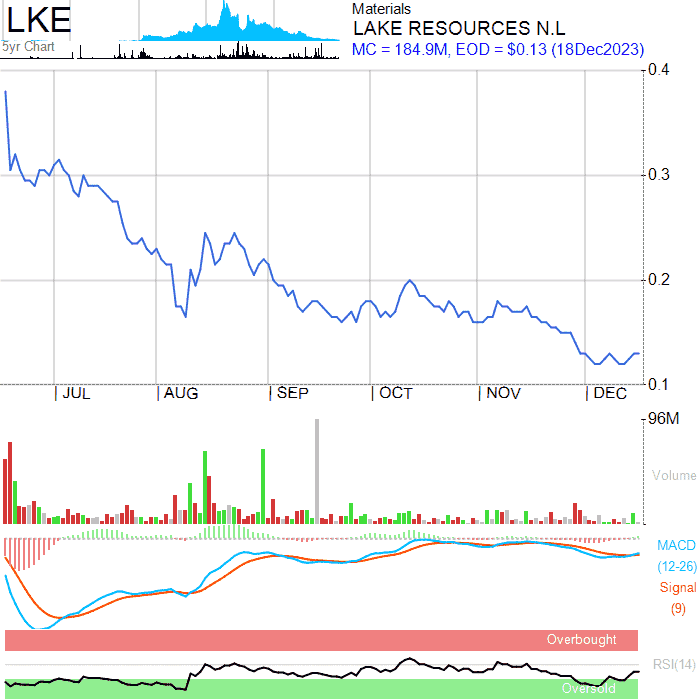 LKE
5yr Chart
Materials
LAKE RESOURCES N.L
MC = 184.9M, EOD = $0.13 (18Dec2023)
0.4
0.3
0.2
0.1
JUL AUG SEP OCT NOV DEC
96M
Volume
MACD
(12-26)
Signal
(9)
Overbought
RSI(14)
Oversold